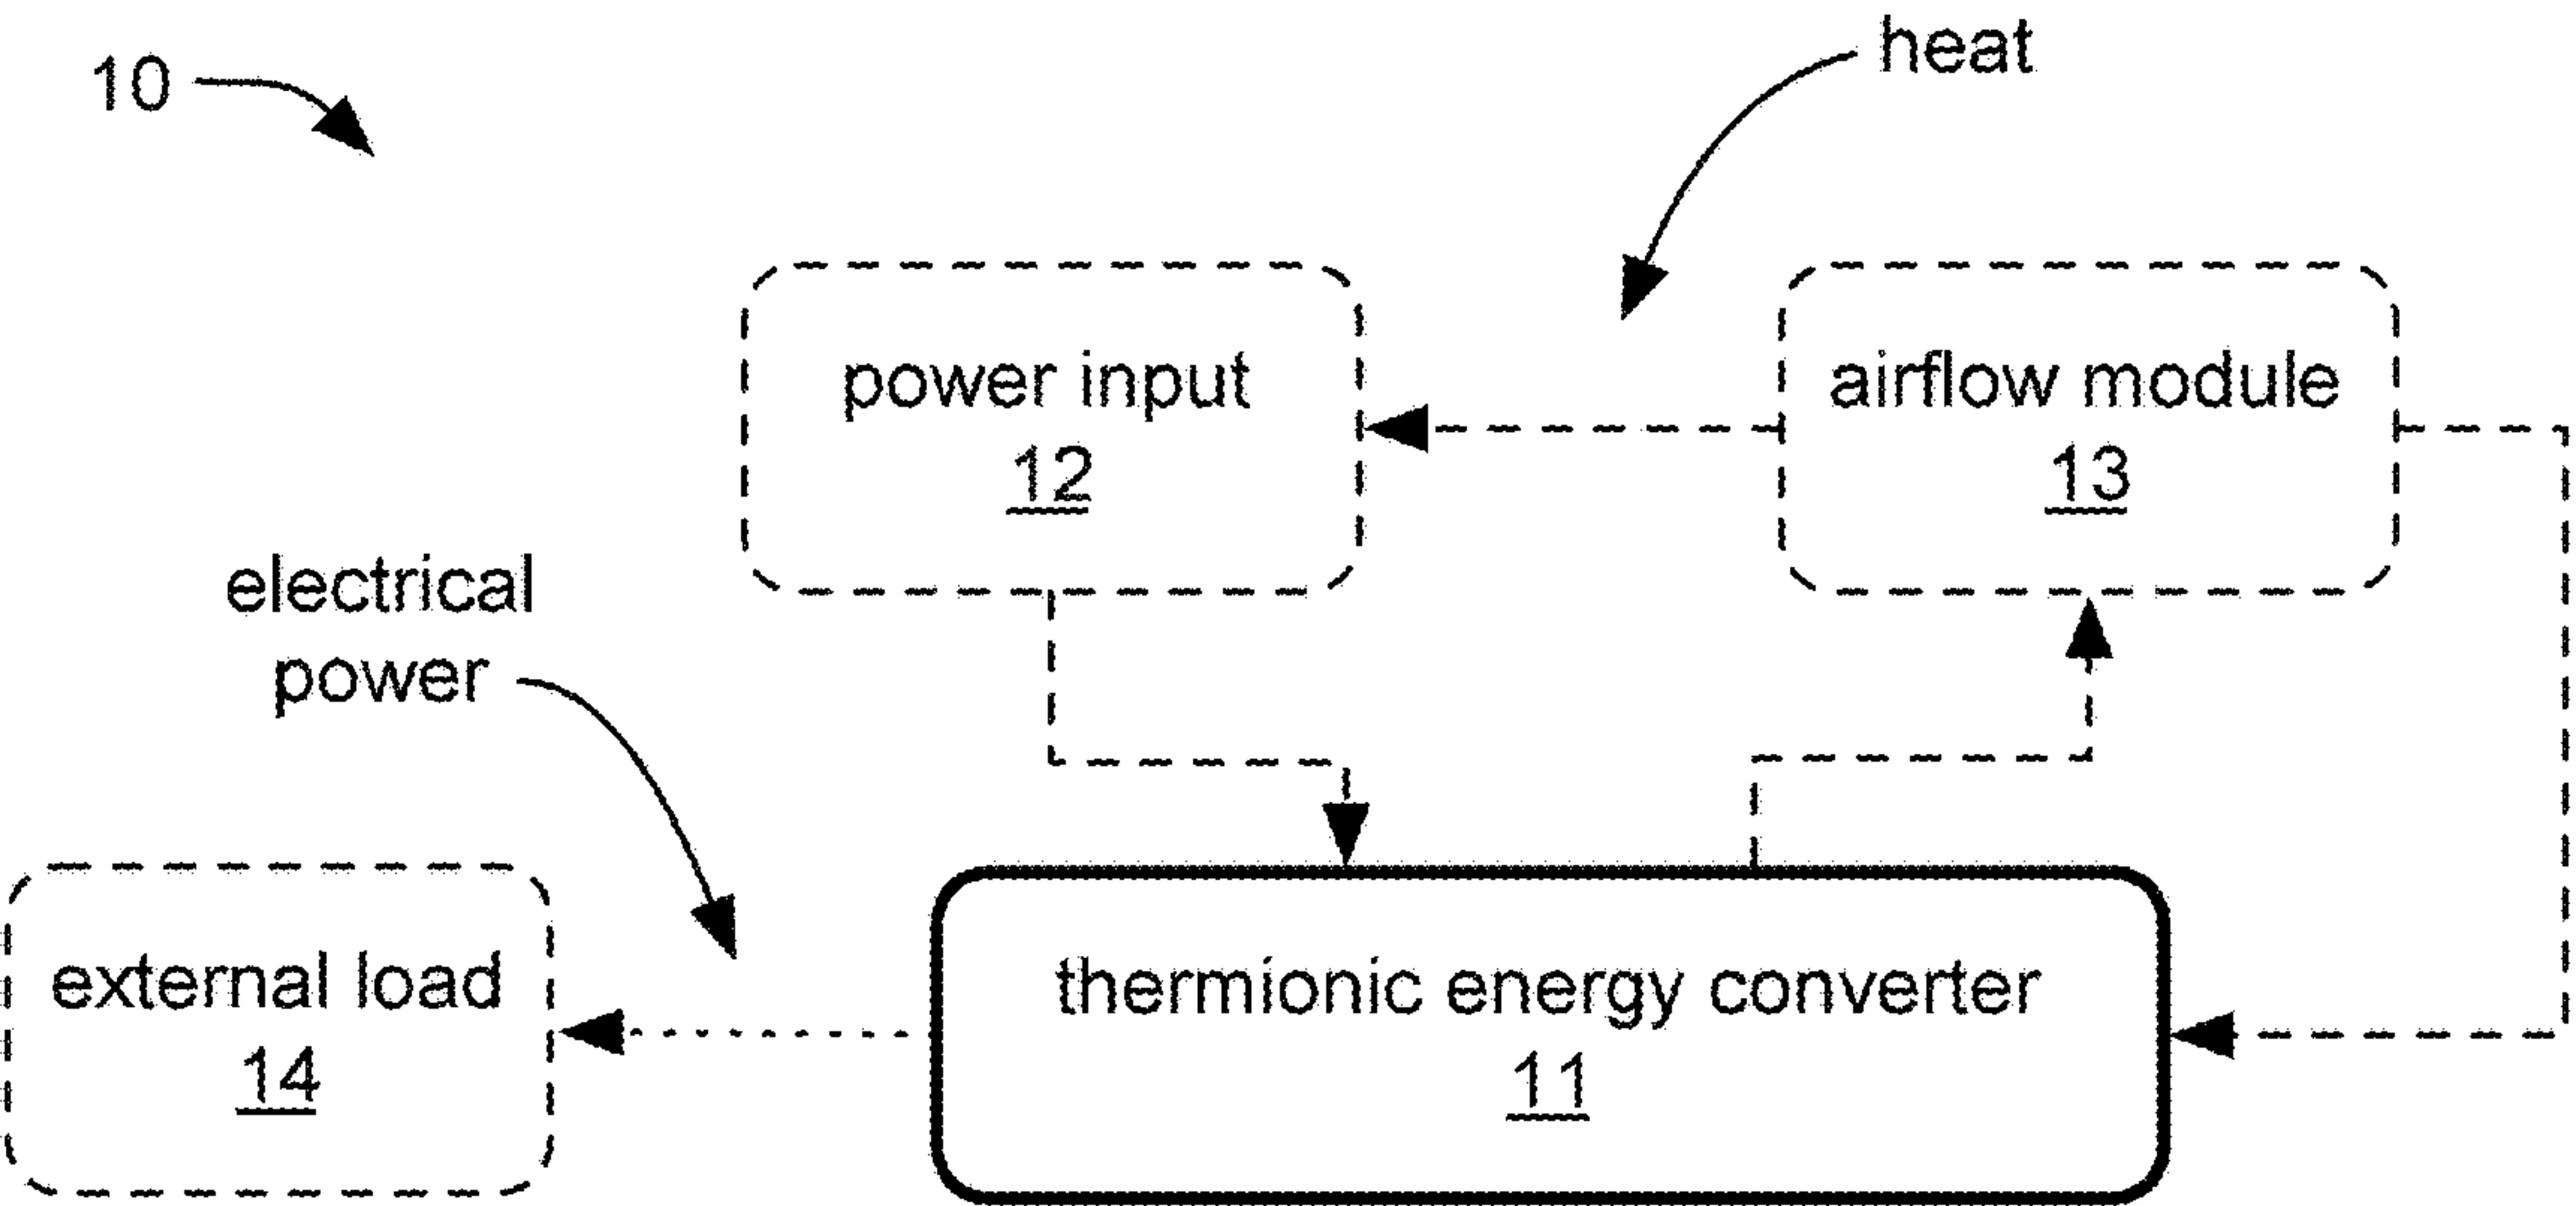 10
heat
power input
12
airflow module
13
electrical
power
external load
14
thermionic energy converter
11